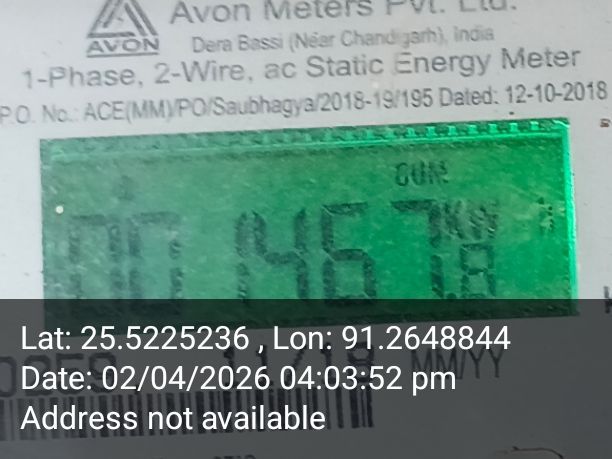 Avon Meters Pvt. Ltd.
AVON
Dera Bassi (Near Chandigarh), India
1-Phase, 2-Wire, ac Static Energy Meter
P.O. No.: ACE(MM)/PO/Saubhagya/2018-19/195 Dated: 12-10-2018
CUM
KW
Lat: 25.5225236 , Lon: 91.2648844
MM/YY
Date: 02/04/2026 04:03:52 pm
Address not available